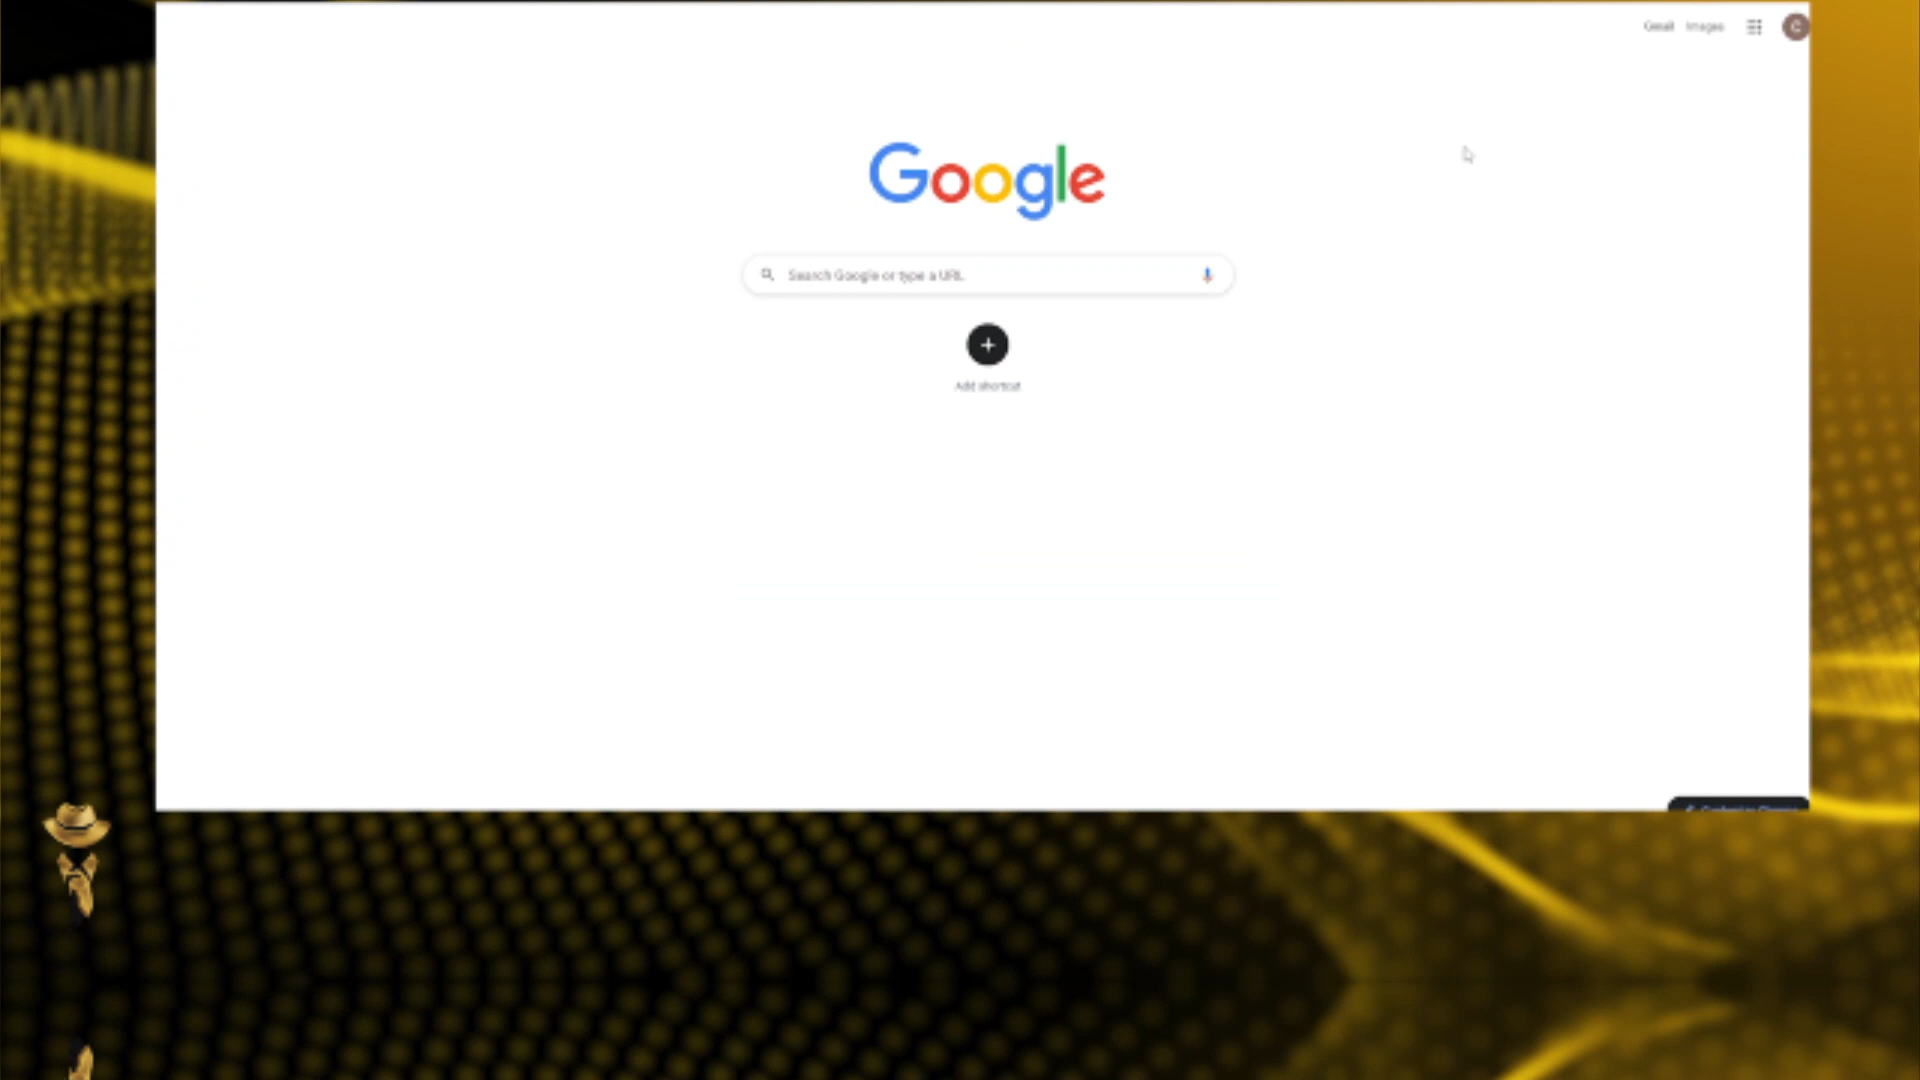 Gmail Images
C
Google
Search Google or type a URL
Add shortcut